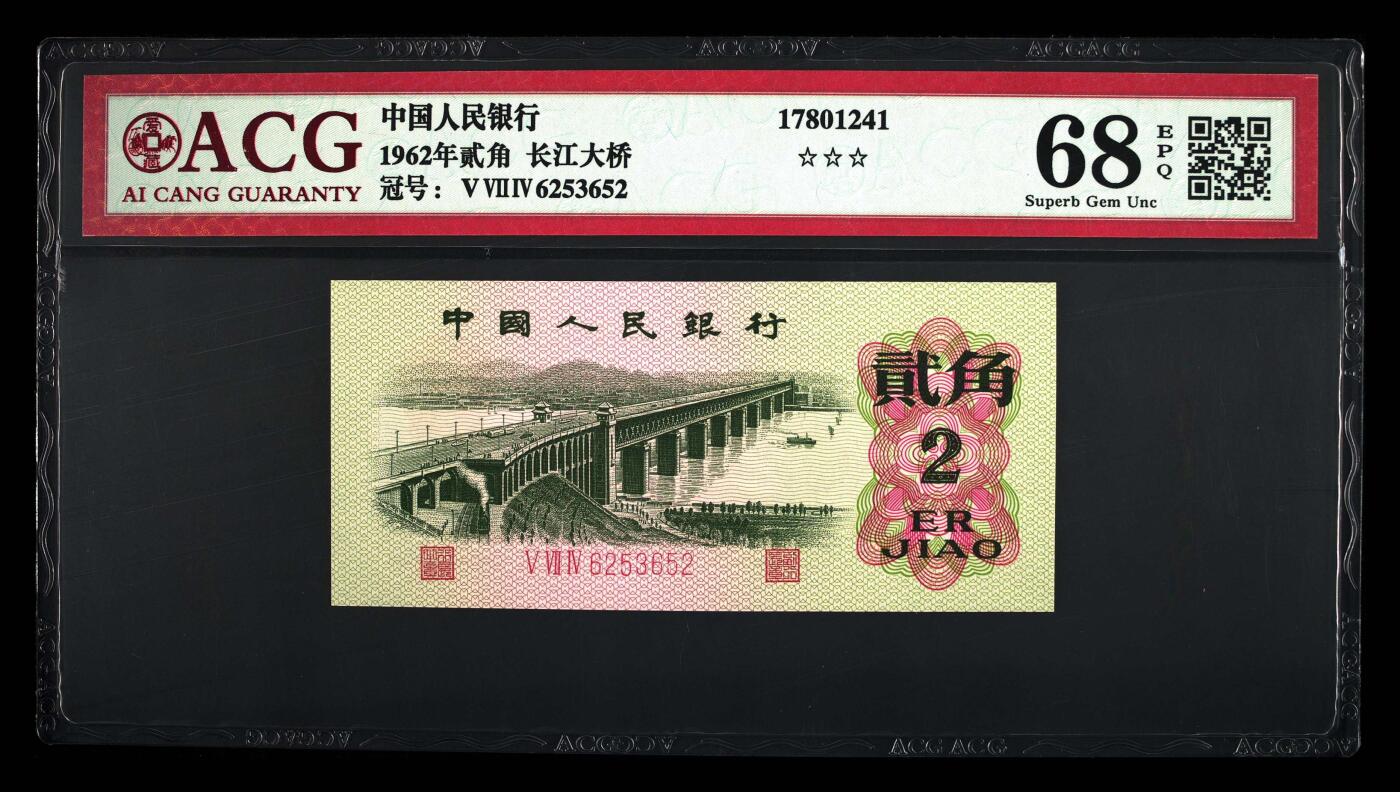 ACG
AI CANG GUARANTY
中国人民银行
1962年贰角 长江大桥
冠号：V VII IV 6253652
17801241
☆☆☆
68
EPQ
Superb Gem Unc
中國人民銀行
貳角
2
ER
JIAO
V VII IV 6253652